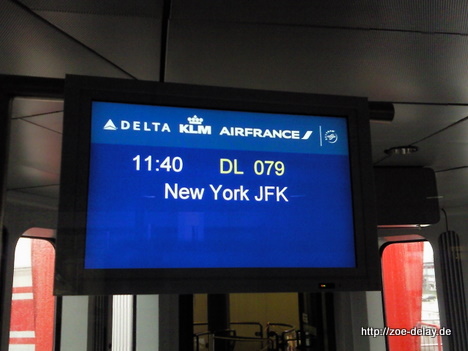 DELTA KLM AIRFRANCE
11:40 DL 079
New York JFK
http://zoe-delay.de